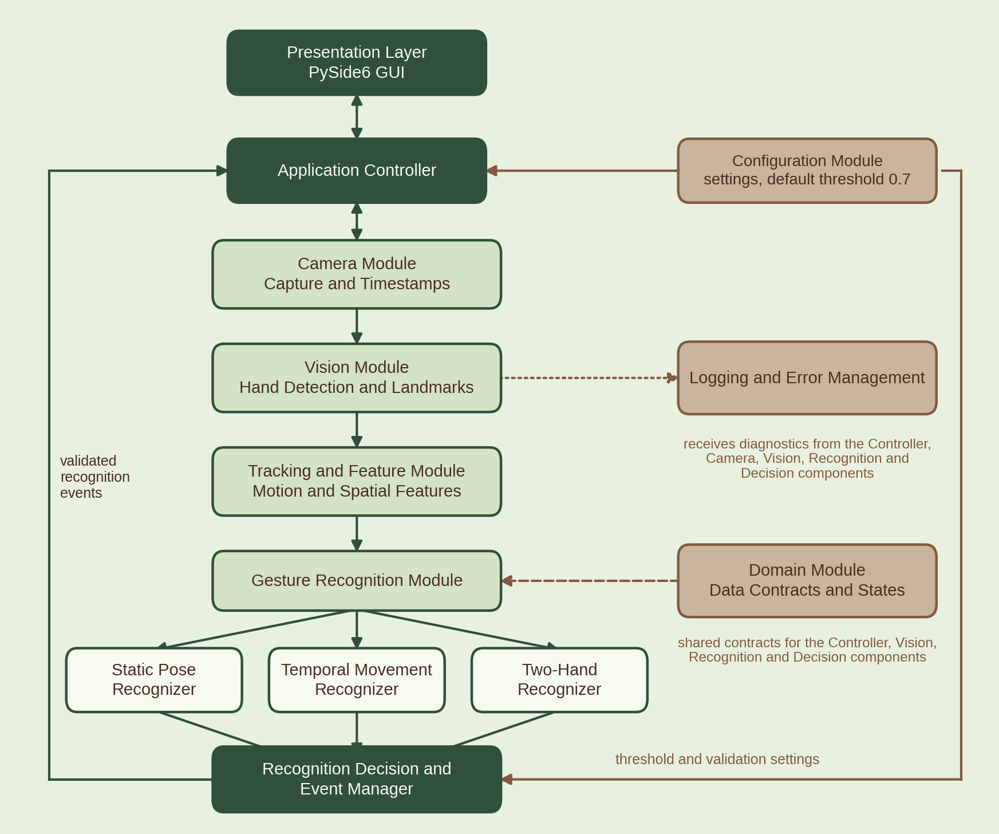 Presentation Layer
PySide6 GUI
Application Controller
Configuration Module
settings, default threshold 0.7
Camera Module
Capture and Timestamps
Vision Module
Hand Detection and Landmarks
Logging and Error Management
receives diagnostics from the Controller,
Camera, Vision, Recognition and
Decision components
validated
recognition
events
Tracking and Feature Module
Motion and Spatial Features
Gesture Recognition Module
Domain Module
Data Contracts and States
shared contracts for the Controller, Vision,
Recognition and Decision components
Static Pose
Recognizer
Temporal Movement
Recognizer
Two-Hand
Recognizer
Recognition Decision and
Event Manager
threshold and validation settings